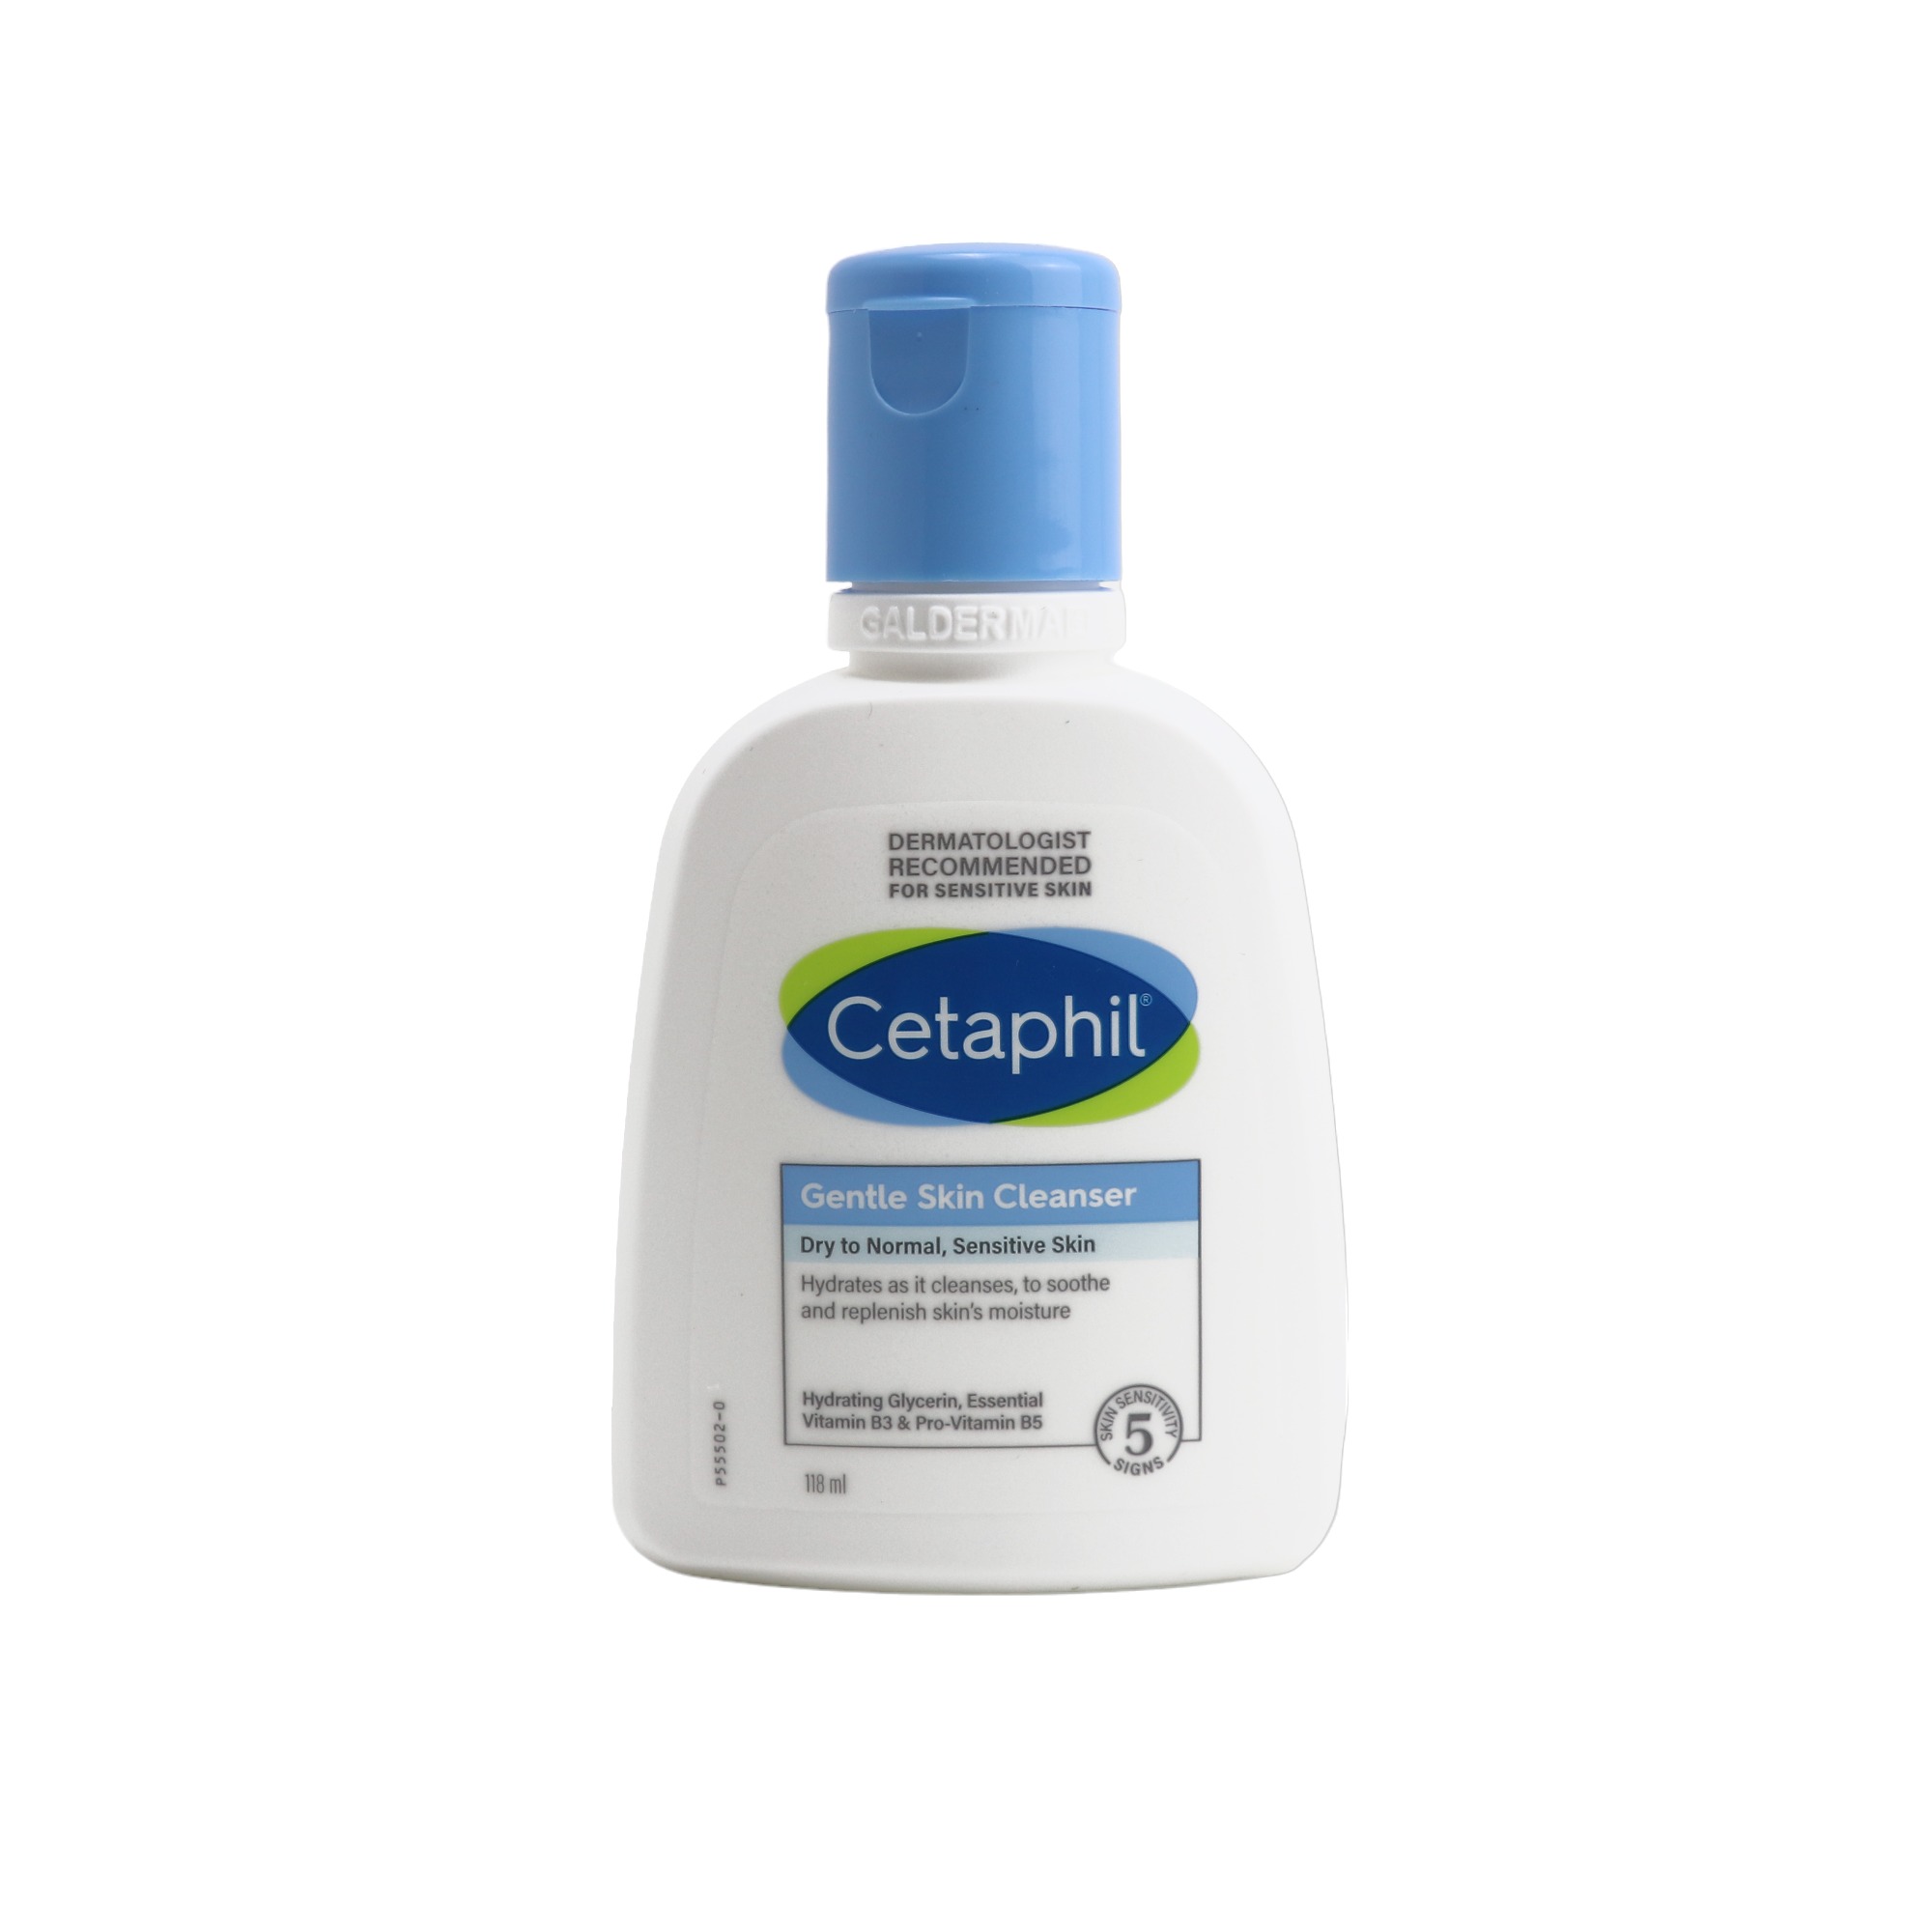 GALDERMA
DERMATOLOGIST
RECOMMENDED
FOR SENSITIVE SKIN
Cetaphil®
Gentle Skin Cleanser
Dry to Normal, Sensitive Skin
Hydrates as it cleanses, to soothe
and replenish skin's moisture
Hydrating Glycerin, Essential
Vitamin B3 & Pro-Vitamin B5
SKIN SENSITIVITY
5
SIGNS
118 ml
P55502-0